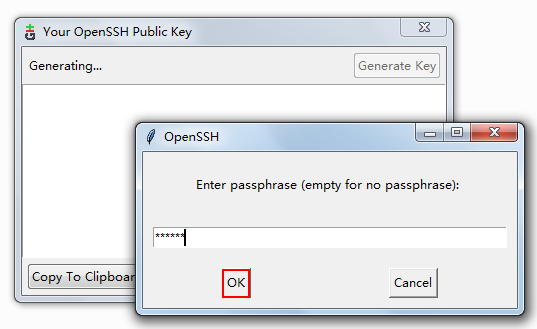 Your OpenSSH Public Key
Generating...
Generate Key
OpenSSH
Enter passphrase (empty for no passphrase):
******
Copy To Clipboar
OK
Cancel